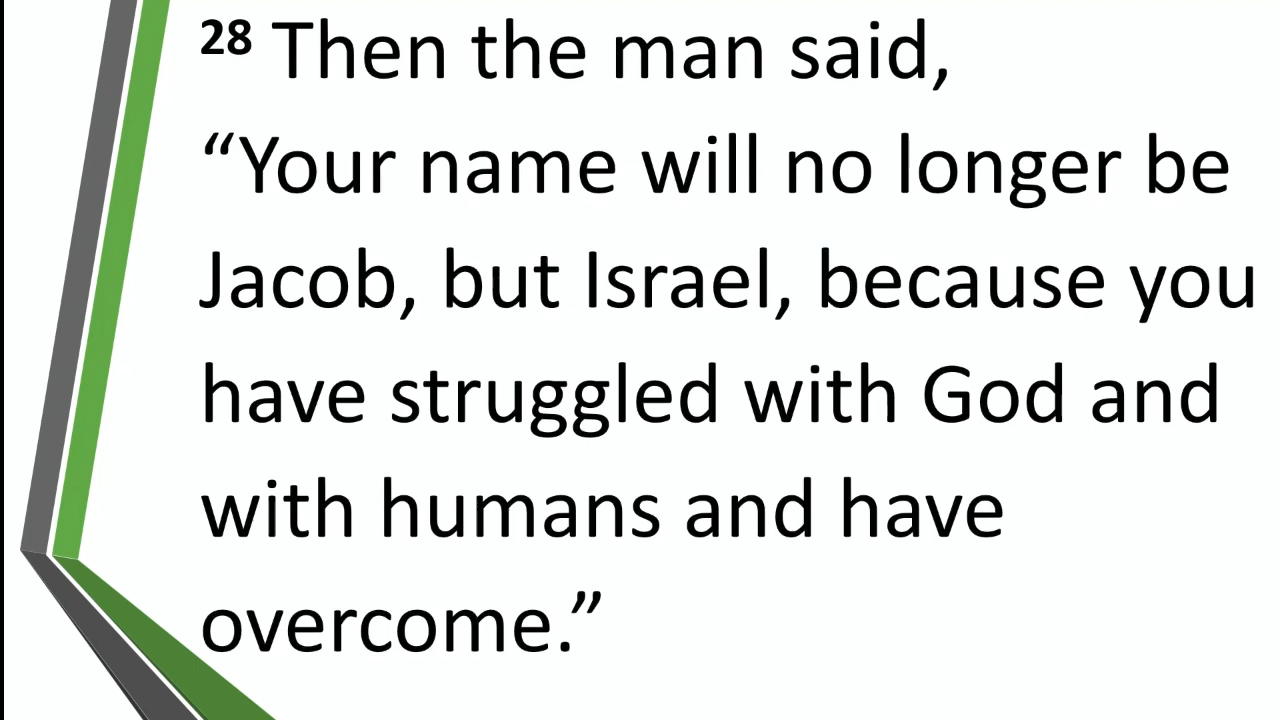 28 Then the man said,
“Your name will no longer be
Jacob, but Israel, because you
have struggled with God and
with humans and have
overcome.”